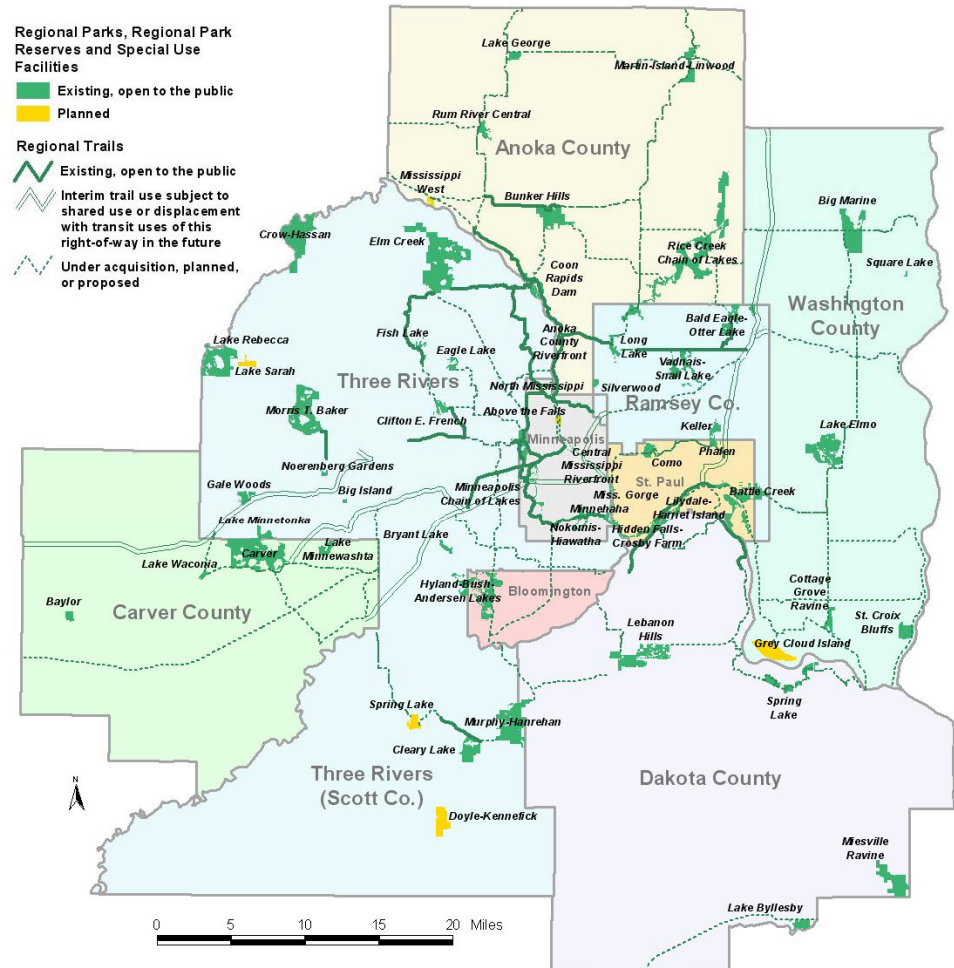 Regional Parks, Regional Park
Reserves and Special Use
Facilities
Existing, open to the public
Planned
Regional Trails
Existing, open to the public
Interim trail use subject to
shared use or displacement
with transit uses of this
right-of-way in the future
Under acquisition, planned,
or proposed
Lake George
Martin-Island-Linwood
Rum River Central
Anoka County
Mississippi
West
Bunker Hills
Big Marine
Crow-Hassan
Elm Creek
Rice Creek
Chain of Lakes
Square Lake
Coon
Rapids
Dam
Washington
County
Bald Eagle-
Otter Lake
Fish Lake
Anoka
County
Riverfront
Long
Lake
Lake Rebecca
Eagle Lake
Vadnais-
Snail Lake
Lake Sarah
Three Rivers
North Mississippi
Silverwood
Ramsey Co.
Morris T. Baker
Clifton E. French
Above the Falls
Keller
Lake Elmo
Minneapolis
Central
Mississippi
Riverfront
Phalen
Como
Noerenberg Gardens
St. Paul
Gale Woods
Big Island
Minneapolis
Chain of Lakes
Miss. Gorge
Battle Creek
Minnehaha
Lilydale-
Harriet Island
Lake Minnetonka
Bryant Lake
Nokomis-
Hiawatha
Hidden Falls-
Crosby Farm
Carver
Lake
Minnewashta
Lake Waconia
Baylor
Hyland-Bush-
Andersen Lakes
Bloomington
Cottage
Grove
Ravine
St. Croix
Bluffs
Carver County
Lebanon
Hills
Grey Cloud Island
Spring
Lake
Spring Lake
Murphy-Hanrehan
Cleary Lake
Three Rivers
(Scott Co.)
Dakota County
N
Doyle-Kennefick
Miesville
Ravine
Lake Byllesby
0 5 10 15 20 Miles